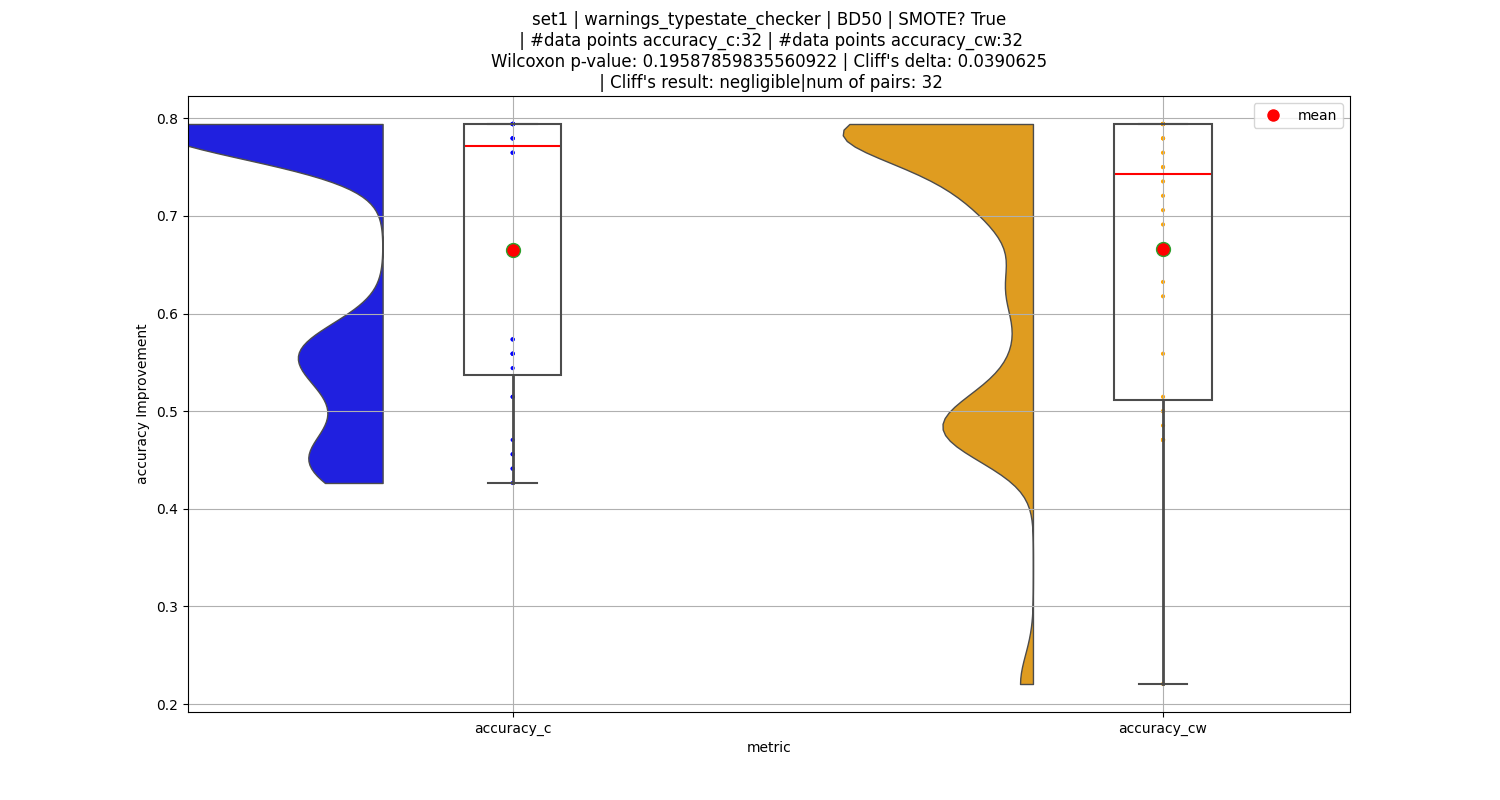 set1 | warnings_typestate_checker | BD50 | SMOTE? True
| #data points accuracy_c:32 | #data points accuracy_cw:32
Wilcoxon p-value: 0.19587859835560922 | Cliff's delta: 0.0390625
| Cliff's result: negligible|num of pairs: 32
mean
0.8
0.7
0.6
0.5
0.4
0.3
0.2
accuracy Improvement
accuracy_c
accuracy_cw
metric